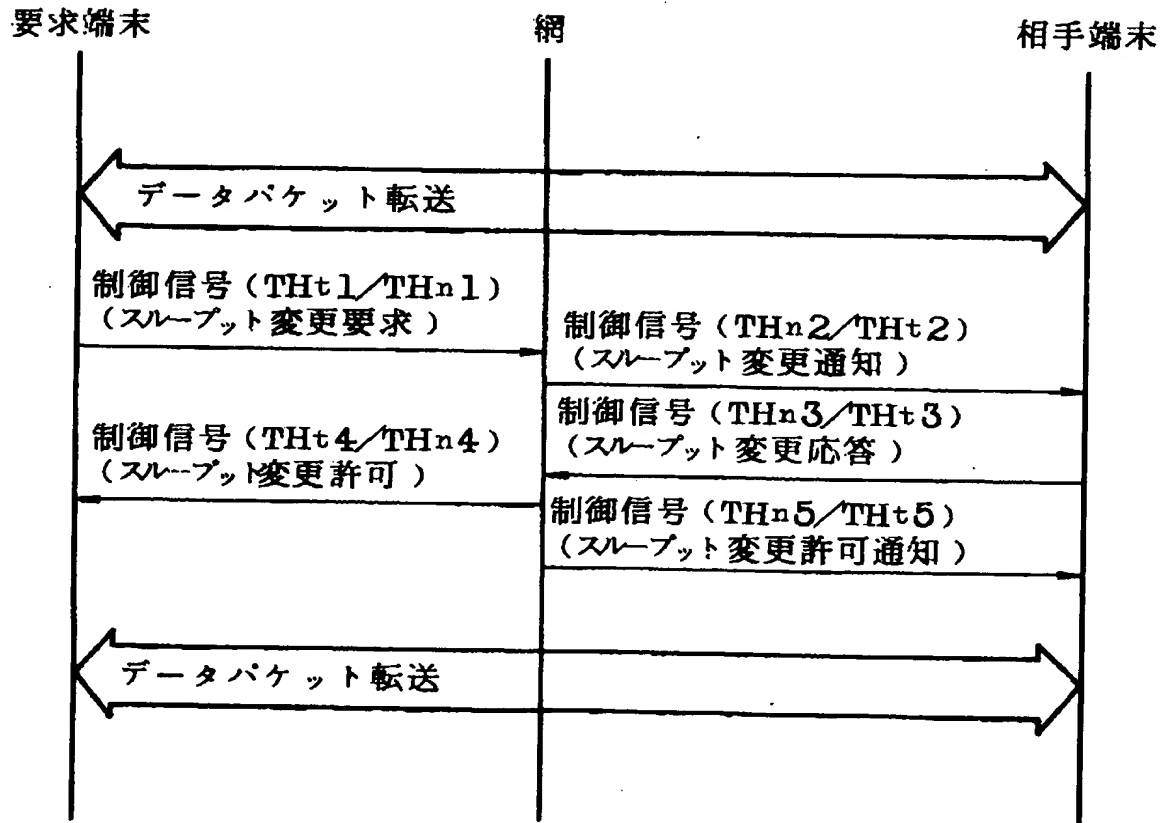 要求端末
網
相手端末
データパケット転送
制御信号(THt1/THn1)
(スループット変更要求)
制御信号(THn2/THt2)
(スループット変更通知)
制御信号(THn3/THt3)
(スループット変更応答)
制御信号(THt4/THn4)
(スループット変更許可)
制御信号(THn5/THt5)
(スループット変更許可通知)
データパケット転送